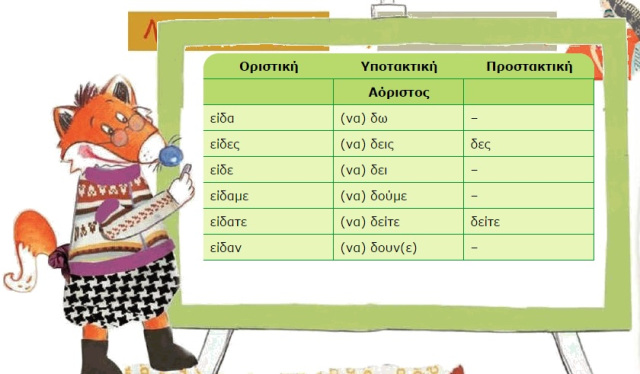 Οριστική Υποτακτική Προστακτική
Αόριστος
είδα (να) δω –
είδες (να) δεις δες
είδε (να) δει –
είδαμε (να) δούμε –
είδατε (να) δείτε δείτε
είδαν (να) δουν(ε) –